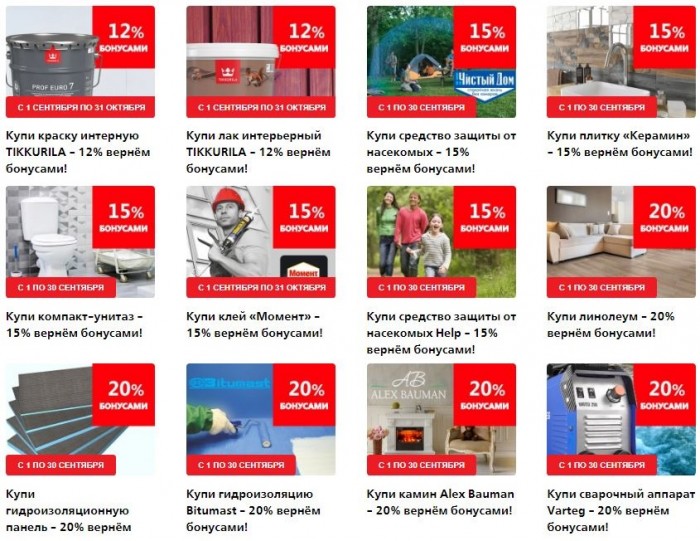 12%
БОНУСАМИ
TIKKURILA
PROF EURO 7
С 1 СЕНТЯБРЯ ПО 31 ОКТЯБРЯ
Купи краску интерную
TIKKURILA - 12% вернём
бонусами!
12%
БОНУСАМИ
TIKKURILA
С 1 СЕНТЯБРЯ ПО 31 ОКТЯБРЯ
Купи лак интерьерный
TIKKURILA - 12% вернём
бонусами!
15%
БОНУСАМИ
Чистый Дом
С 1 ПО 30 СЕНТЯБРЯ
Купи средство защиты от
насекомых - 15%
вернём бонусами!
15%
БОНУСАМИ
С 1 ПО 30 СЕНТЯБРЯ
Купи плитку «Керамин»
- 15% вернём бонусами!
15%
БОНУСАМИ
С 1 ПО 30 СЕНТЯБРЯ
Купи компакт-унитаз -
15% вернём бонусами!
15%
БОНУСАМИ
Момент
С 1 СЕНТЯБРЯ ПО 31 ОКТЯБРЯ
Купи клей «Момент» -
15% вернём бонусами!
15%
БОНУСАМИ
С 1 ПО 30 СЕНТЯБРЯ
Купи средство защиты от
насекомых Help - 15%
вернём бонусами!
20%
БОНУСАМИ
С 1 ПО 30 СЕНТЯБРЯ
Купи линолеум - 20%
вернём бонусами!
20%
БОНУСАМИ
С 1 ПО 30 СЕНТЯБРЯ
Купи
гидроизоляционную
панель - 20% вернём
Bitumast
20%
БОНУСАМИ
С 1 ПО 30 СЕНТЯБРЯ
Купи гидроизоляцию
Bitumast - 20% вернём
бонусами!
AB
ALEX BAUMAN
20%
БОНУСАМИ
С 1 ПО 30 СЕНТЯБРЯ
Купи камин Alex Bauman
- 20% вернём бонусами!
20%
БОНУСАМИ
С 1 ПО 30 СЕНТЯБРЯ
Купи сварочный аппарат
Varteg - 20% вернём
бонусами!